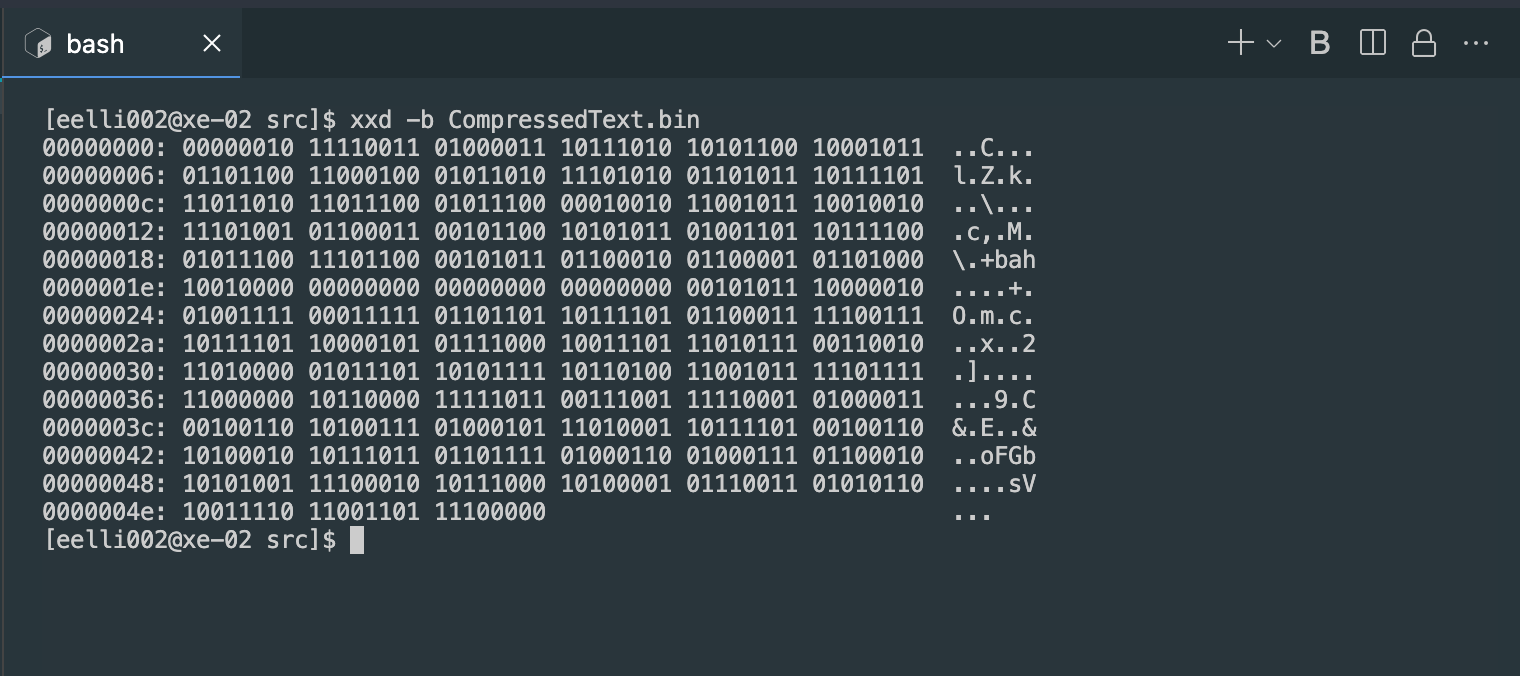 bash
B
[eelli002@xe-02 src]$ xxd -b CompressedText.bin
00000000: 00000010 11110011 01000011 10111010 10101100 10001011  ..C...
00000006: 01101100 11000100 01011010 11101010 01101011 10111101  l.Z.k.
0000000c: 11011010 11011100 01011100 00010010 11001011 10010010  ..\...
00000012: 11101001 01100011 00101100 10101011 01001101 10111100  .c,.M.
00000018: 01011100 11101100 00101011 01100010 01100001 01101000  \.+bah
0000001e: 10010000 00000000 00000000 00000000 00101011 10000010  ....+.
00000024: 01001111 00011111 01101101 10111101 01100011 11100111  O.m.c.
0000002a: 10111101 10000101 01111000 10011101 11010111 00110010  ..x..2
00000030: 11010000 01011101 10101111 10110100 11001011 11101111  .]....
00000036: 11000000 10110000 11111011 00111001 11110001 01000011  ...9.C
0000003c: 00100110 10100111 01000101 11010001 10111101 00100110  &.E..&
00000042: 10100010 10111011 01101111 01000110 01000111 01100010  ..oFGb
00000048: 10101001 11100010 10111000 10100001 01110011 01010110  ....sV
0000004e: 10011110 11001101 11100000  ...
[eelli002@xe-02 src]$